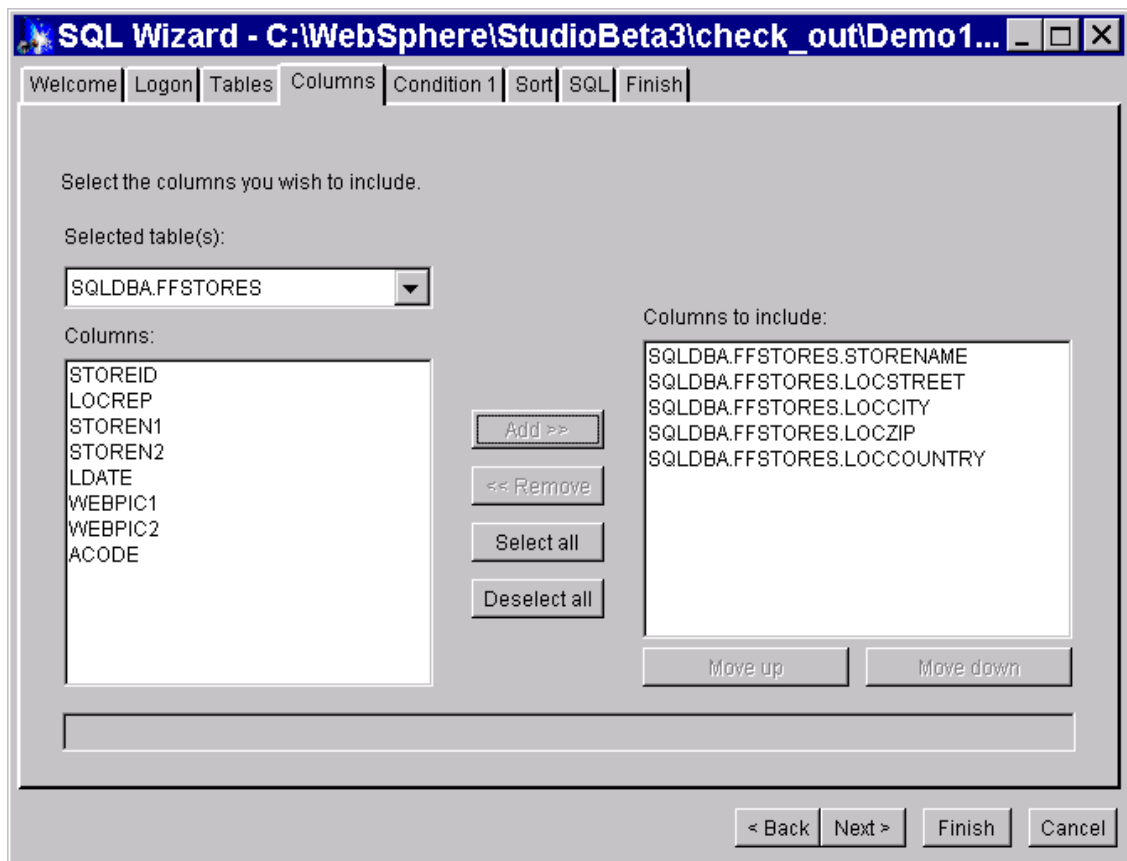 SQL Wizard - C:\WebSphere\StudioBeta3\check_out\Demo1...
Welcome Logon Tables Columns Condition 1 Sort SQL Finish
Select the columns you wish to include.
Selected table(s):
SQLDBA.FFSTORES
Columns:
STOREID
LOCREP
STOREN1
STOREN2
LDATE
WEBPIC1
WEBPIC2
ACODE
Add >>
<< Remove
Select all
Deselect all
Columns to include:
SQLDBA.FFSTORES.STORENAME
SQLDBA.FFSTORES.LOCSTREET
SQLDBA.FFSTORES.LOCCITY
SQLDBA.FFSTORES.LOCZIP
SQLDBA.FFSTORES.LOCCOUNTRY
Move up Move down
< Back Next > Finish Cancel